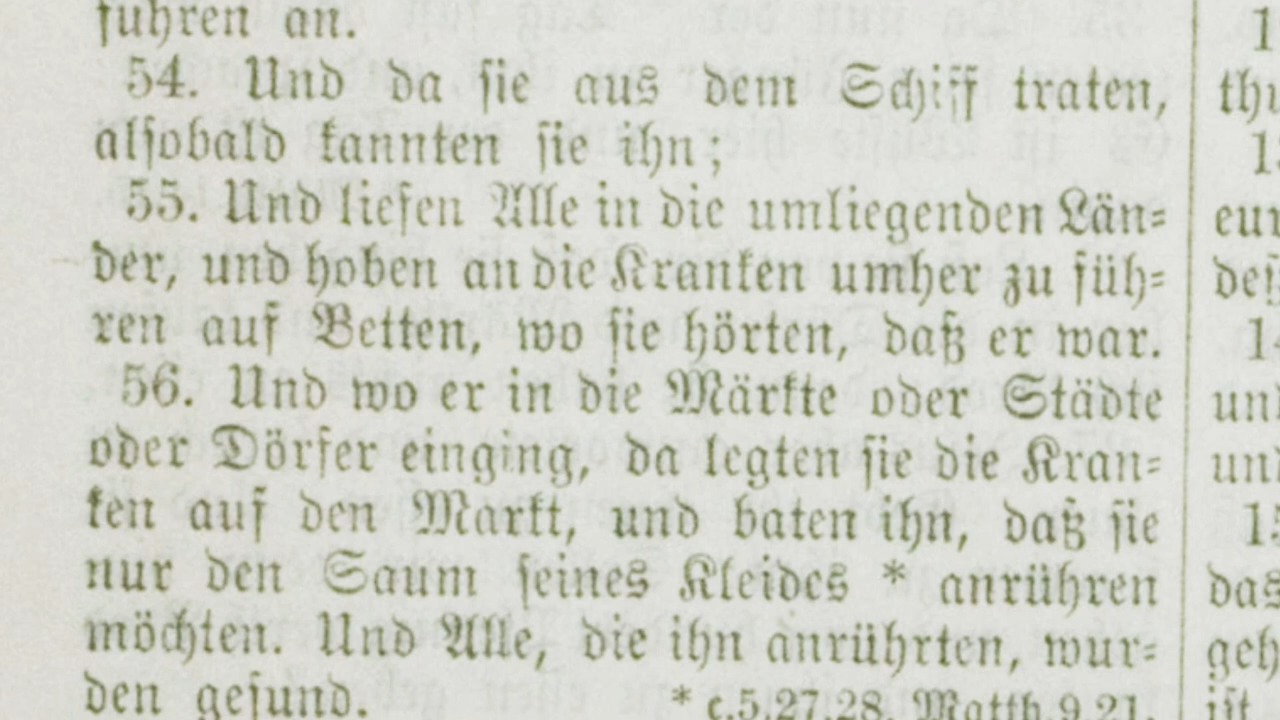 fuhren an.
54. Und da sie aus dem Schiff traten,
alsobald kannten sie ihn;
55. Und liefen Alle in die umliegenden Län=
der, und hoben an die Kranken umher zu füh=
ren auf Betten, wo sie hörten, daß er war.
56. Und wo er in die Märkte oder Städte
oder Dörfer einging, da legten sie die Kran=
ken auf den Markt, und baten ihn, daß sie
nur den Saum seines Kleides * anrühren
möchten. Und Alle, die ihn anrührten, wur=
den gesund.
* c.5,27.28. Matth.9,21.